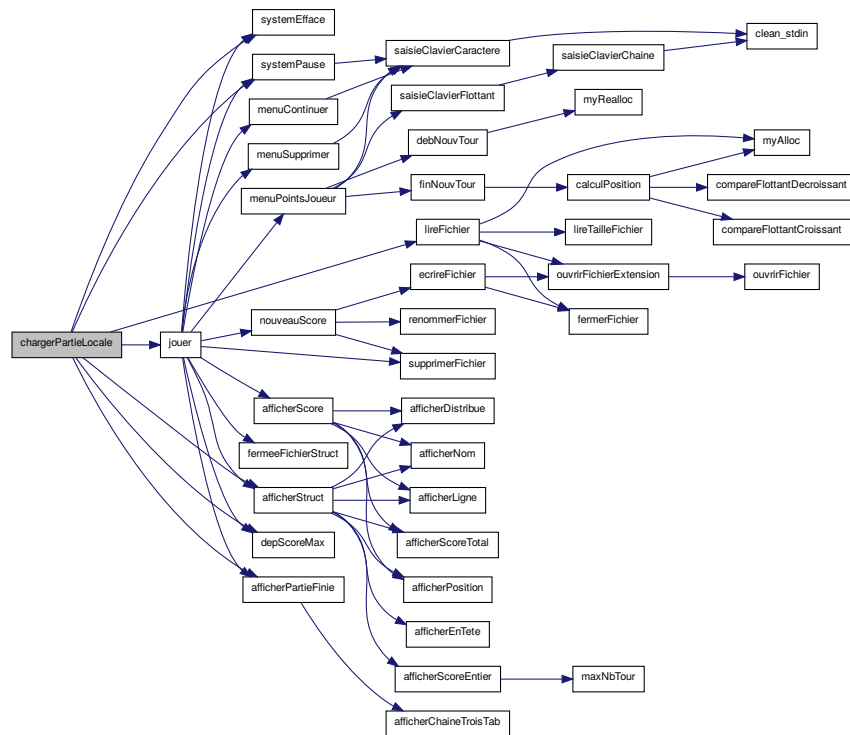 systemEfface
clean_stdin
saisieClavierCaractere
saisieClavierChaine
systemPause
saisieClavierFlottant
myRealloc
menuContinuer
debNouvTour
myAlloc
menuSupprimer
finNouvTour
calculPosition
compareFlottantDecroissant
menuPointsJoueur
lireFichier
lireTailleFichier
compareFlottantCroissant
ecrireFichier
ouvrirFichierExtension
ouvrirFichier
nouveauScore
renommerFichier
fermerFichier
chargerPartieLocale
jouer
supprimerFichier
afficherScore
afficherDistribue
fermeeFichierStruct
afficherNom
afficherStruct
afficherLigne
depScoreMax
afficherScoreTotal
afficherPartieFinie
afficherPosition
afficherEnTete
afficherScoreEntier
maxNbTour
afficherChaineTroisTab